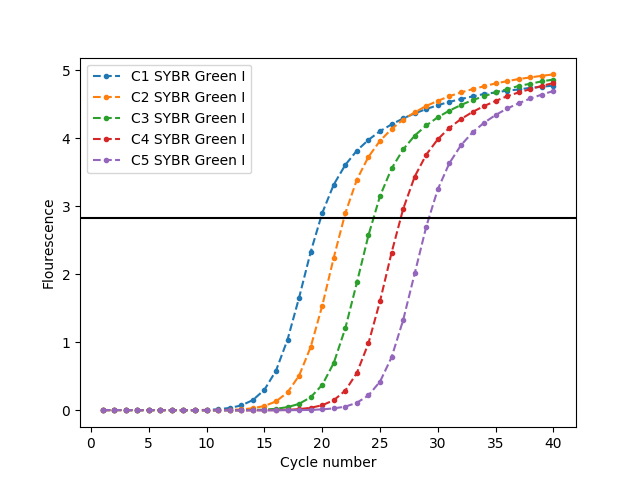 C1 SYBR Green I
C2 SYBR Green I
C3 SYBR Green I
C4 SYBR Green I
C5 SYBR Green I
Flourescence
5
4
3
2
1
0
0 5 10 15 20 25 30 35 40
Cycle number